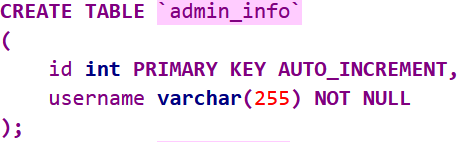 CREATE TABLE `admin_info`
(
    id int PRIMARY KEY AUTO_INCREMENT,
    username varchar(255) NOT NULL
);